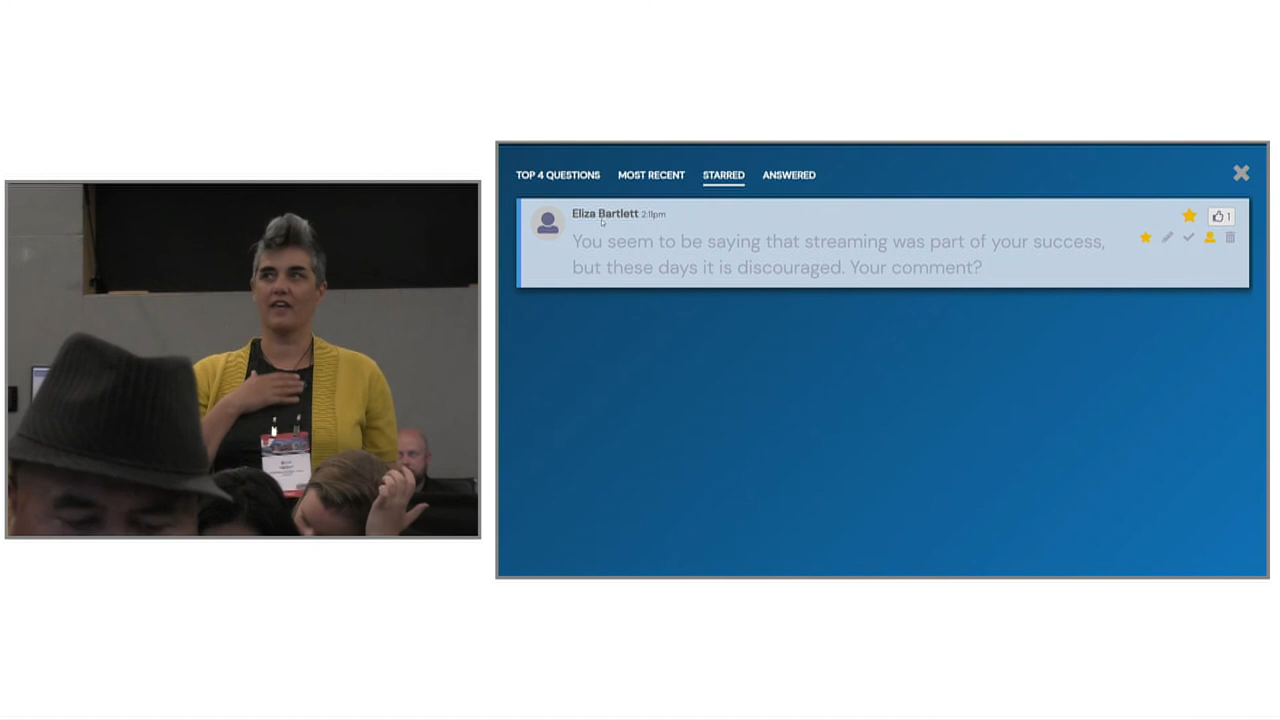 TOP 4 QUESTIONS MOST RECENT STARRED ANSWERED
Eliza Bartlett 2:11pm
1
You seem to be saying that streaming was part of your success,
but these days it is discouraged. Your comment?